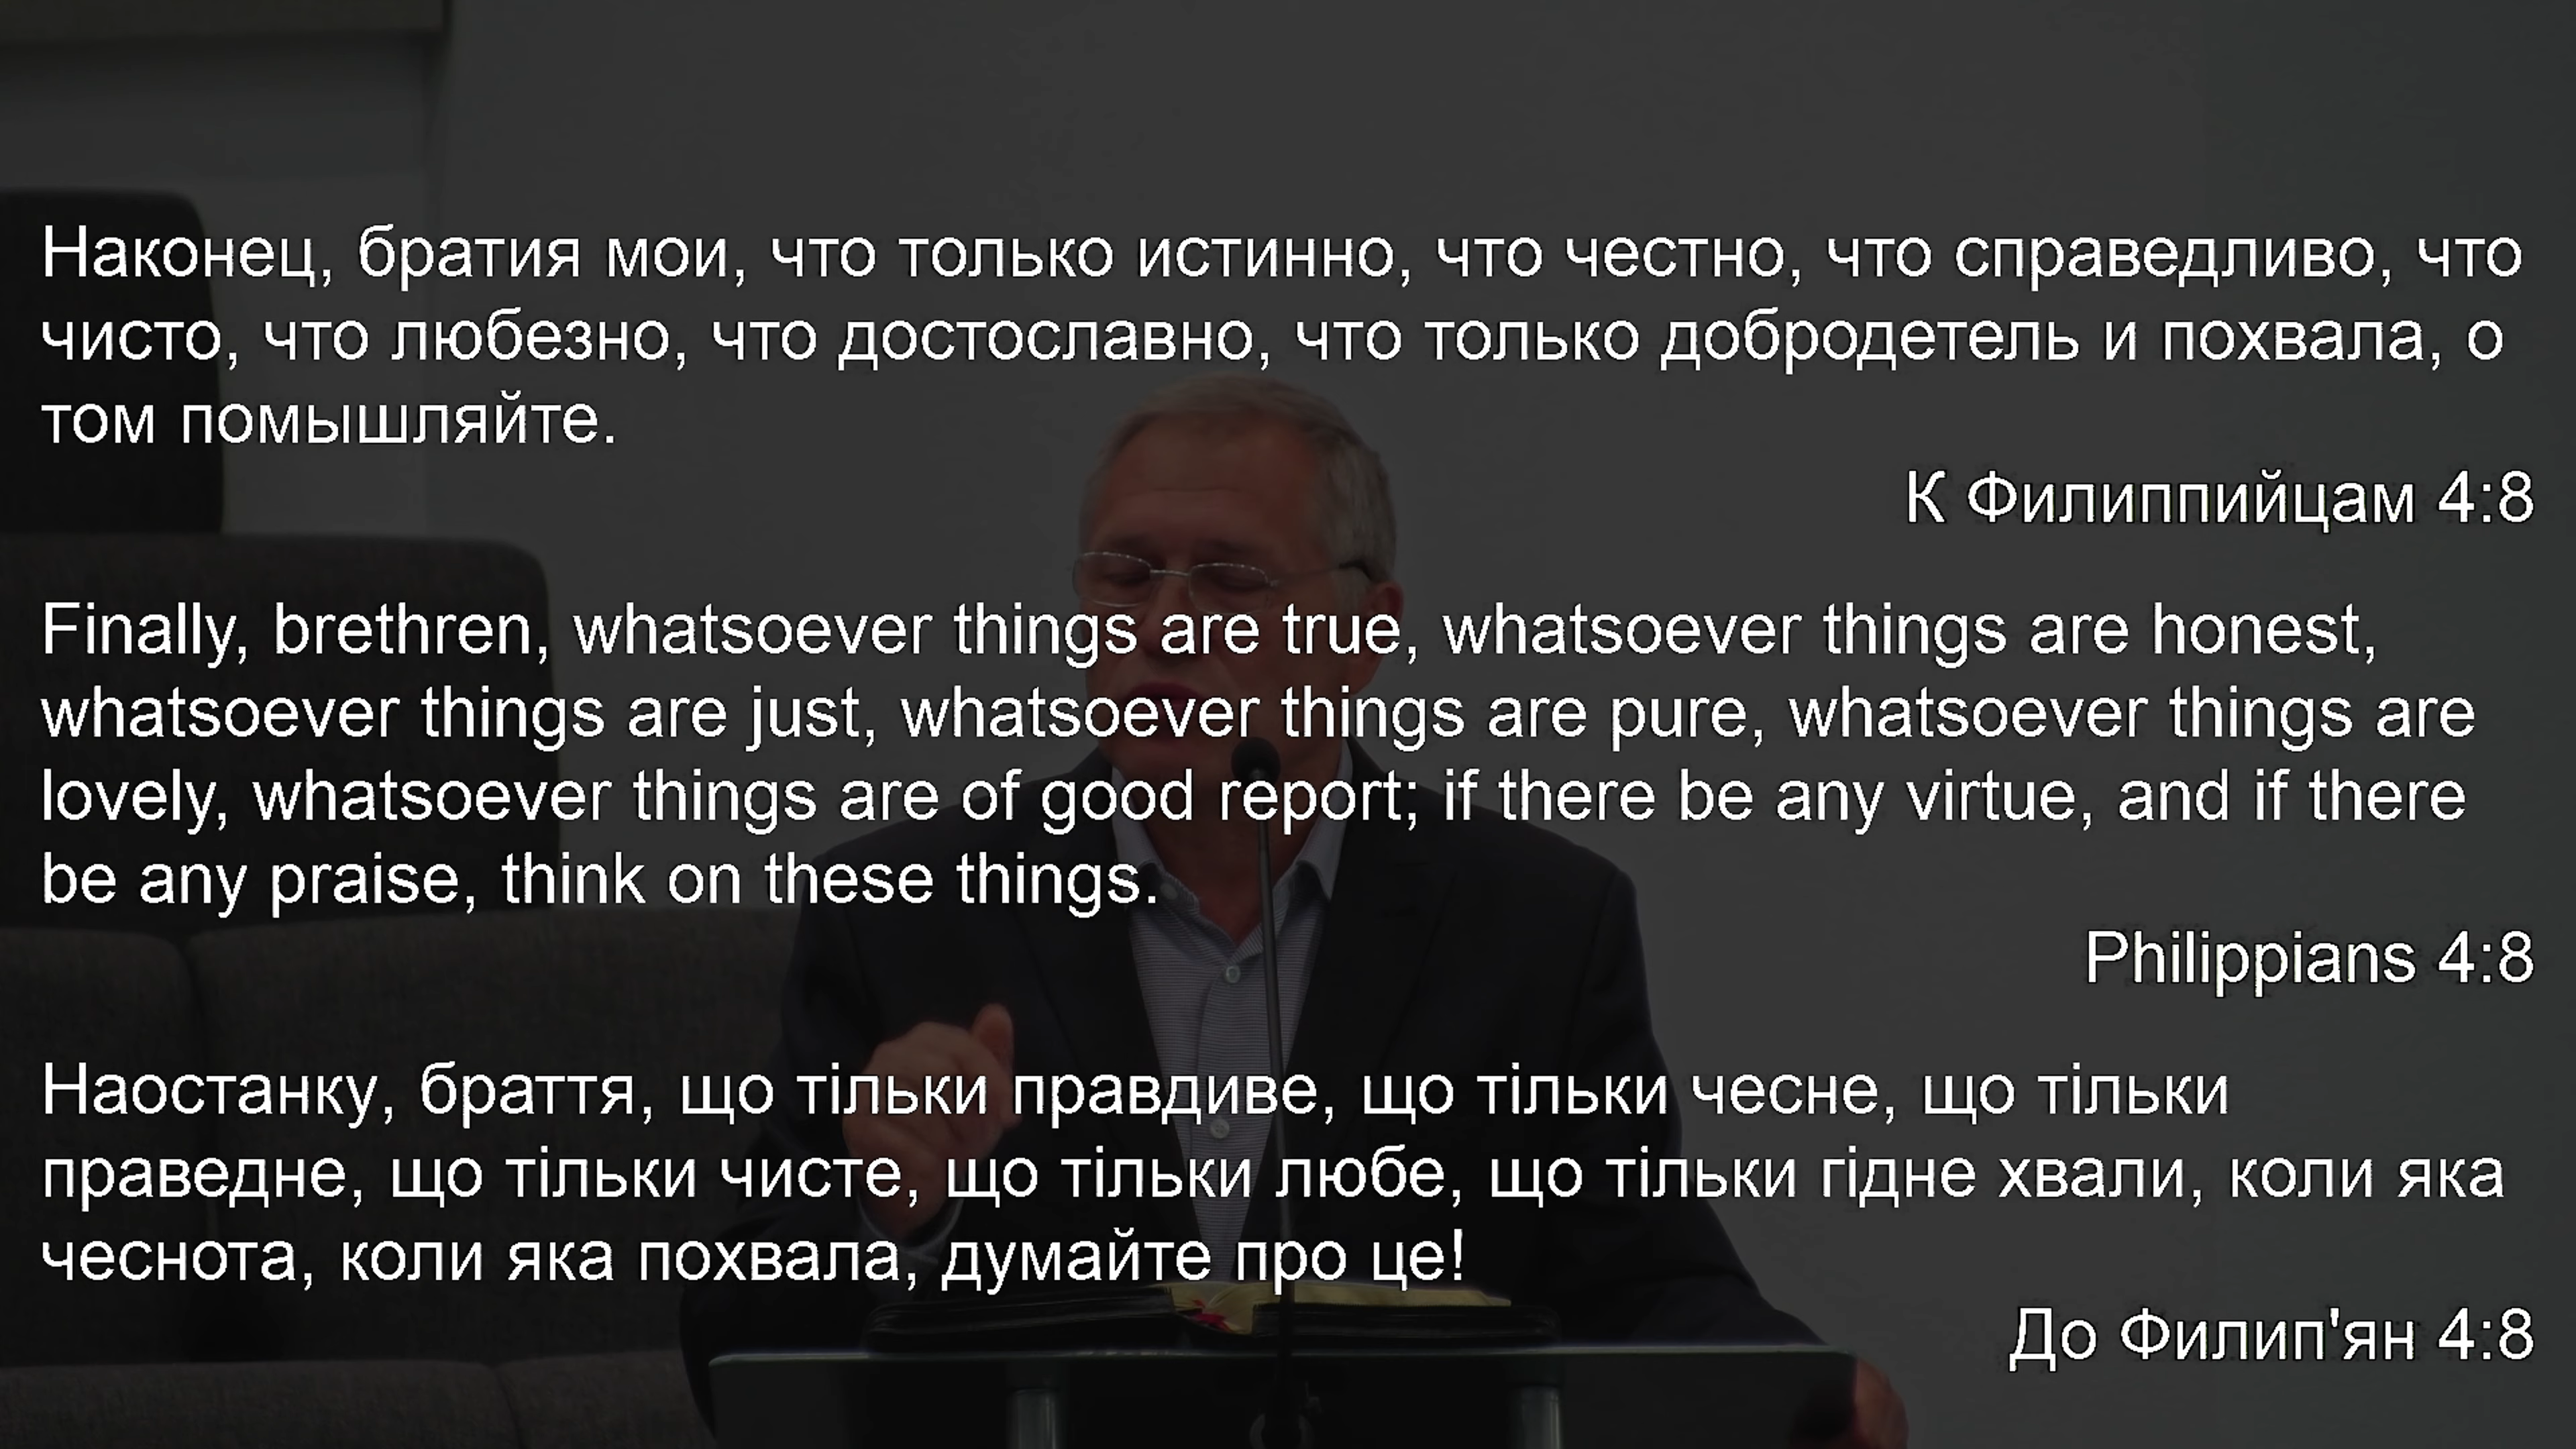 Наконец, братия мои, что только истинно, что честно, что справедливо, что
чисто, что любезно, что достославно, что только добродетель и похвала, о
том помышляйте.
К Филиппийцам 4:8
Finally, brethren, whatsoever things are true, whatsoever things are honest,
whatsoever things are just, whatsoever things are pure, whatsoever things are
lovely, whatsoever things are of good report; if there be any virtue, and if there
be any praise, think on these things.
Philippians 4:8
Наостанку, браття, що тільки правдиве, що тільки чесне, що тільки
праведне, що тільки чисте, що тільки любе, що тільки гідне хвали, коли яка
чеснота, коли яка похвала, думайте про це!
До Филип'ян 4:8